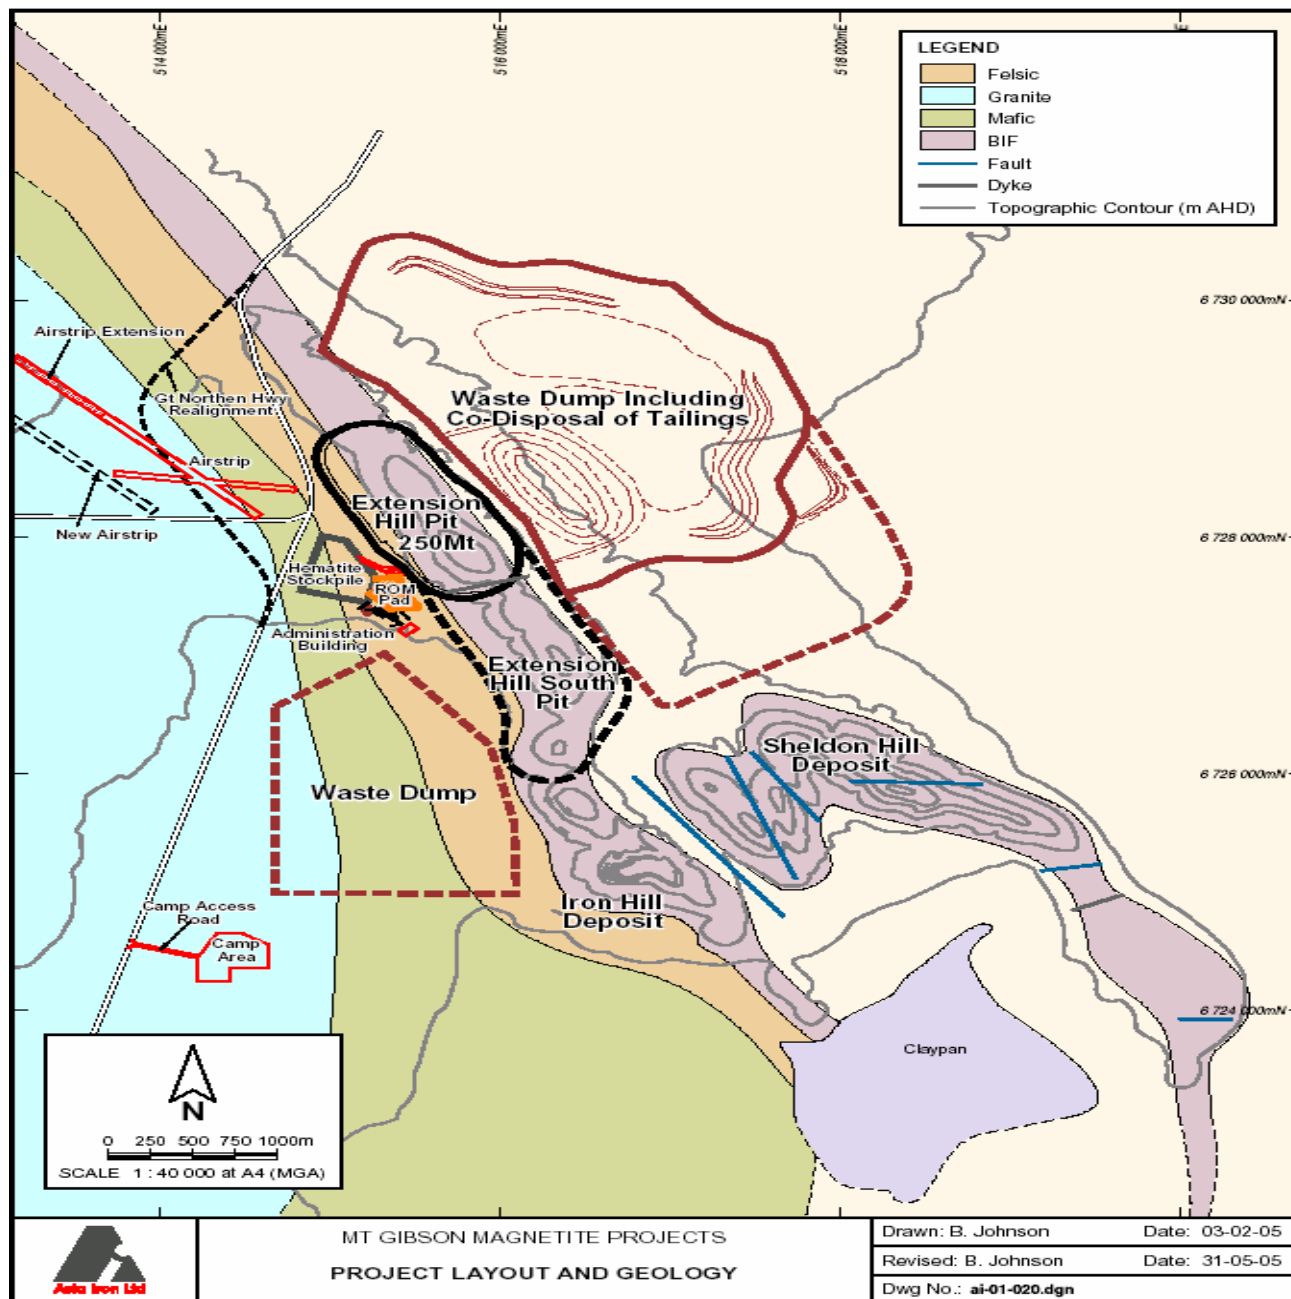 514 000mE
516 000mE
518 000mE
E
LEGEND
Felsic
Granite
Mafic
BIF
Fault
Dyke
Topographic Contour (m AHD)
6 730 000mN
Airstrip Extension
Gt Northen Hwy
Realignment
Waste Dump Including
Co-Disposal of Tailings
Airstrip
New Airstrip
Extension
Hill Pit
250Mt
6 728 000mN
Hematite
Stockpile
ROM
Pad
Administration
Building
Extension
Hill South
Pit
Sheldon Hill
Deposit
6 726 000mN
Waste Dump
Iron Hill
Deposit
Camp Access
Road
Camp
Area
6 724 000mN
Claypan
N
0 250 500 750 1000m
SCALE 1 : 40 000 at A4 (MGA)
Asia Iron Ltd
MT GIBSON MAGNETITE PROJECTS
PROJECT LAYOUT AND GEOLOGY
Drawn: B. Johnson Date: 03-02-05
Revised: B. Johnson Date: 31-05-05
Dwg No.: ai-01-020.dgn